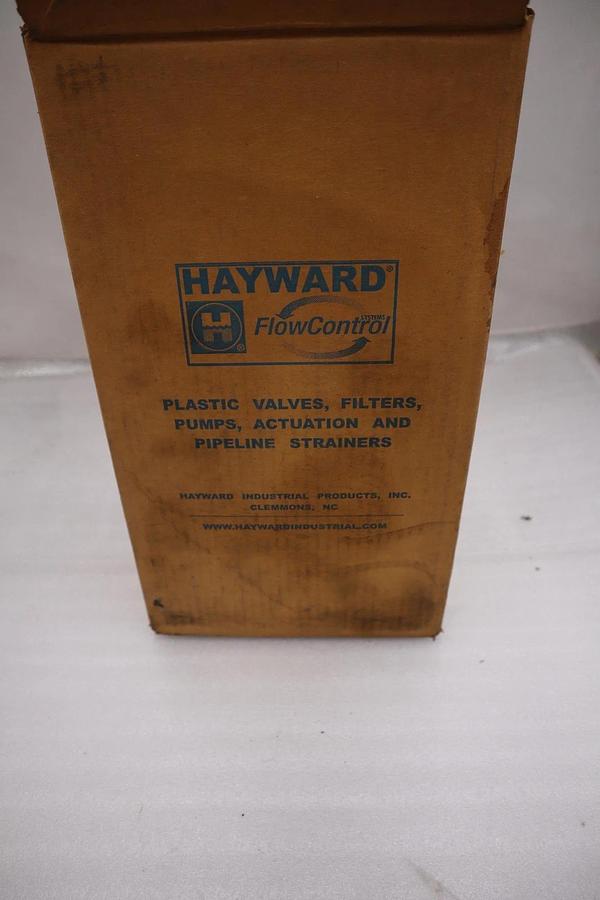 HAYWARD®
H®
FlowControl SYSTEMS
PLASTIC VALVES, FILTERS,
PUMPS, ACTUATION AND
PIPELINE STRAINERS
HAYWARD INDUSTRIAL PRODUCTS, INC.
CLEMMONS, NC
WWW.HAYWARDINDUSTRIAL.COM